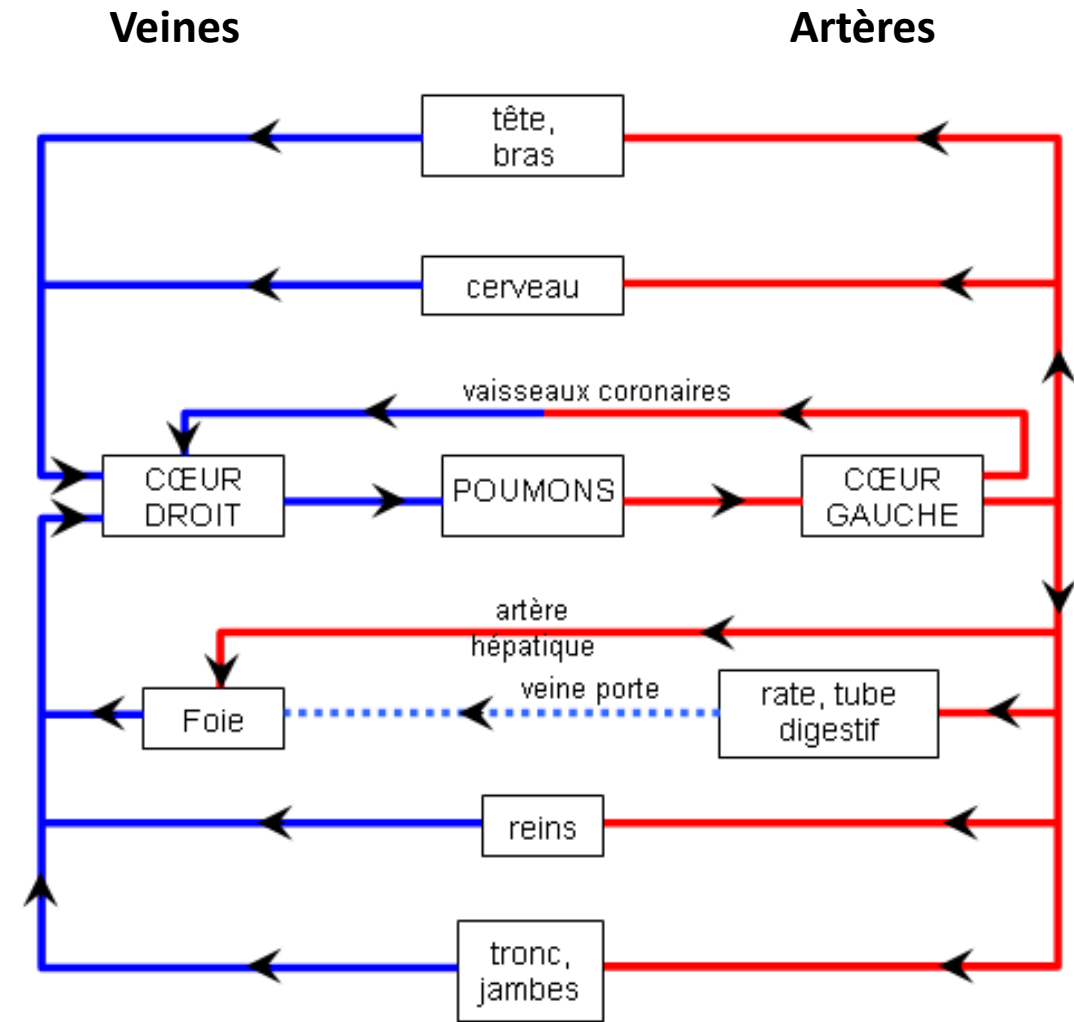 Veines
Artères
tête,
bras
cerveau
vaisseaux coronaires
CŒUR
DROIT
POUMONS
CŒUR
GAUCHE
artère
hépatique
veine porte
Foie
rate, tube
digestif
reins
tronc,
jambes